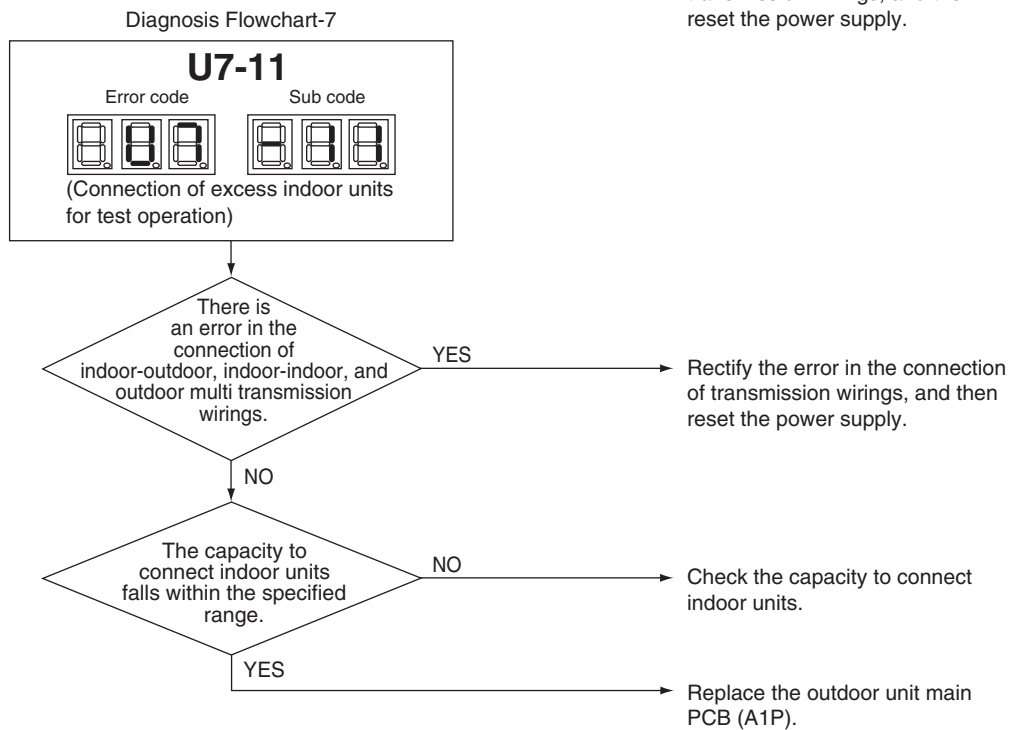 reset the power supply.
Diagnosis Flowchart-7
U7-11
Error code
Sub code
U7
-11
(Connection of excess indoor units
for test operation)
There is
an error in the
connection of
indoor-outdoor, indoor-indoor, and
outdoor multi transmission
wirings.
YES
Rectify the error in the connection
of transmission wirings, and then
reset the power supply.
NO
The capacity to
connect indoor units
falls within the specified
range.
NO
Check the capacity to connect
indoor units.
YES
Replace the outdoor unit main
PCB (A1P).